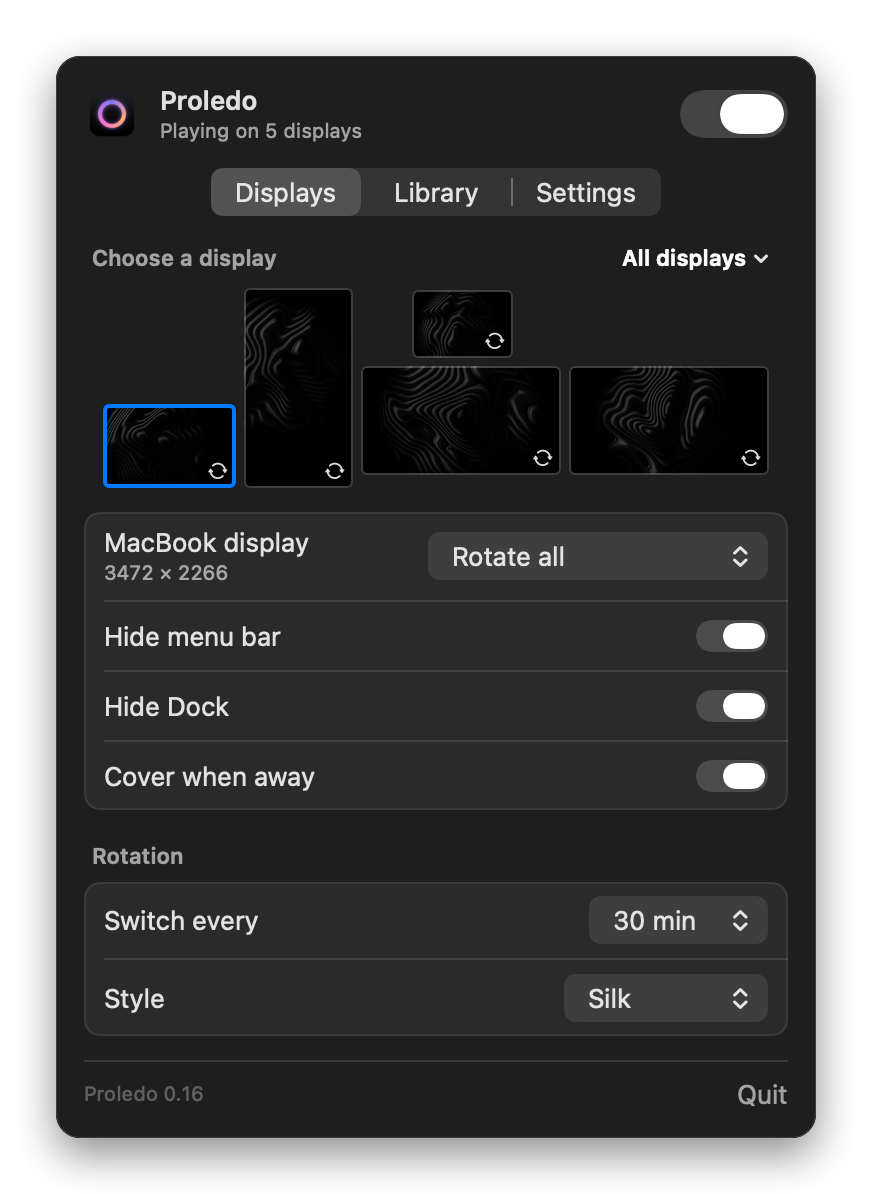 Proledo
Playing on 5 displays
Displays
Library
Settings
Choose a display
All displays
MacBook display
3472 × 2266
Rotate all
Hide menu bar
Hide Dock
Cover when away
Rotation
Switch every
30 min
Style
Silk
Proledo 0.16
Quit